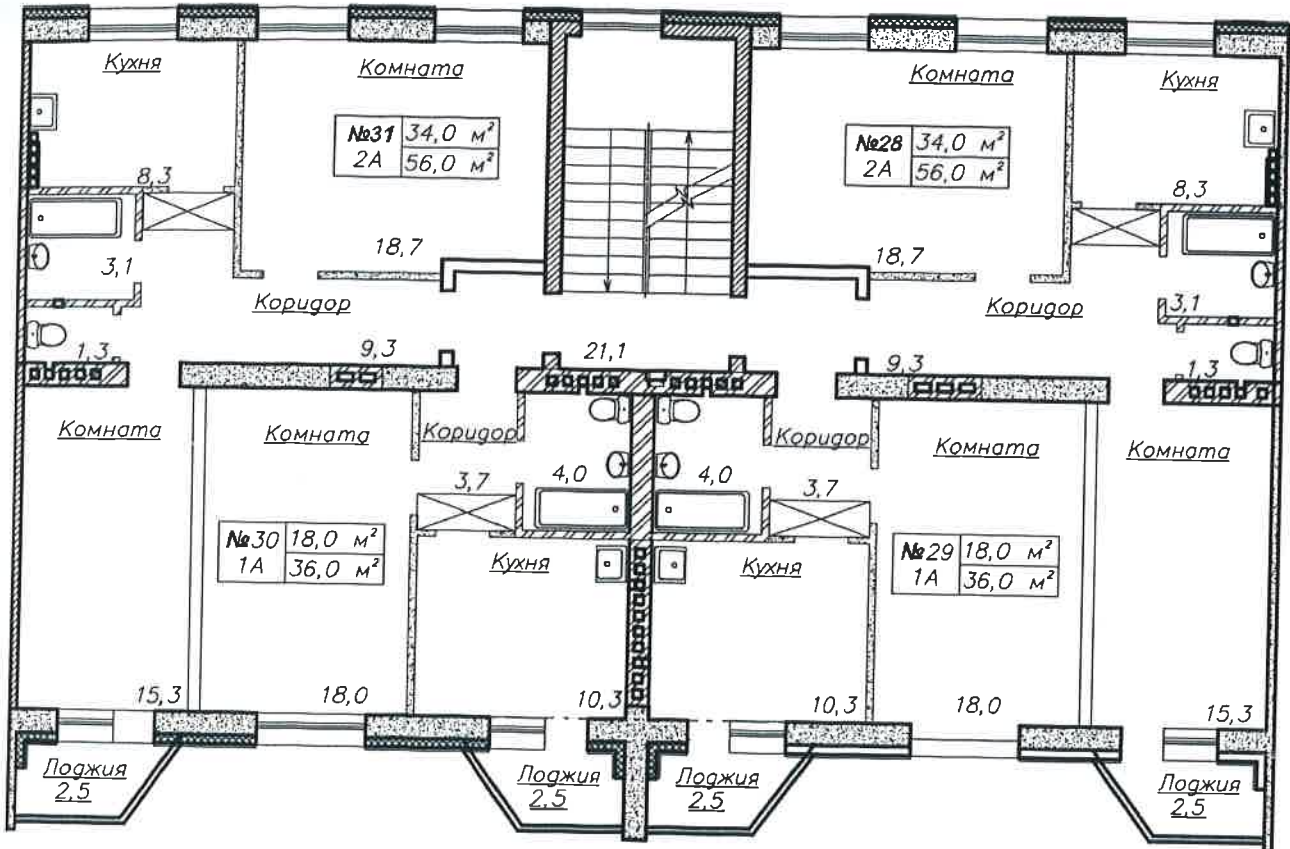 Кухня
Комната
Комната
Кухня
№31 34,0 м²
2А 56,0 м²
№28 34,0 м²
2А 56,0 м²
8,3
8,3
3,1
18,7
18,7
3,1
Коридор
Коридор
1,3
9,3
21,1
9,3
1,3
Комната
Комната
Коридор
Коридор
Комната
Комната
3,7
4,0
4,0
3,7
№30 18,0 м²
1А 36,0 м²
Кухня
Кухня
№29 18,0 м²
1А 36,0 м²
15,3
18,0
10,3
10,3
18,0
15,3
Лоджия
2,5
Лоджия
2,5
Лоджия
2,5
Лоджия
2,5